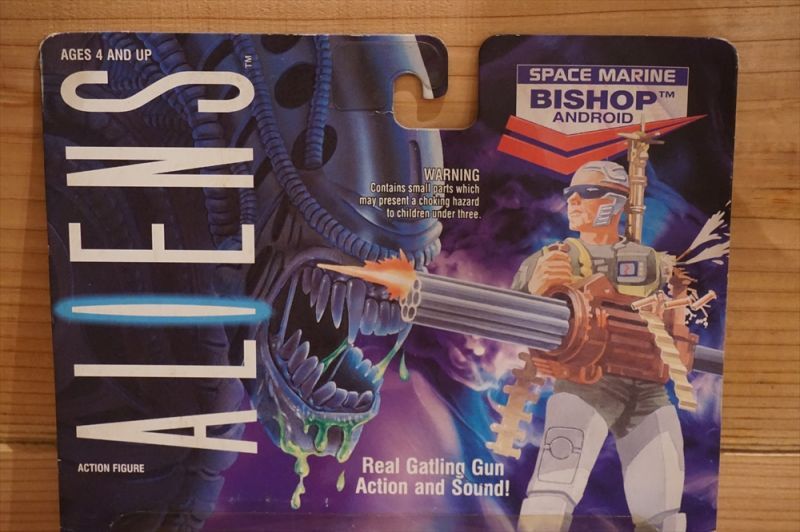 AGES 4 AND UP
ALIENS™
ACTION FIGURE
WARNING
Contains small parts which
may present a choking hazard
to children under three.
SPACE MARINE
BISHOP™
ANDROID
Real Gatling Gun
Action and Sound!